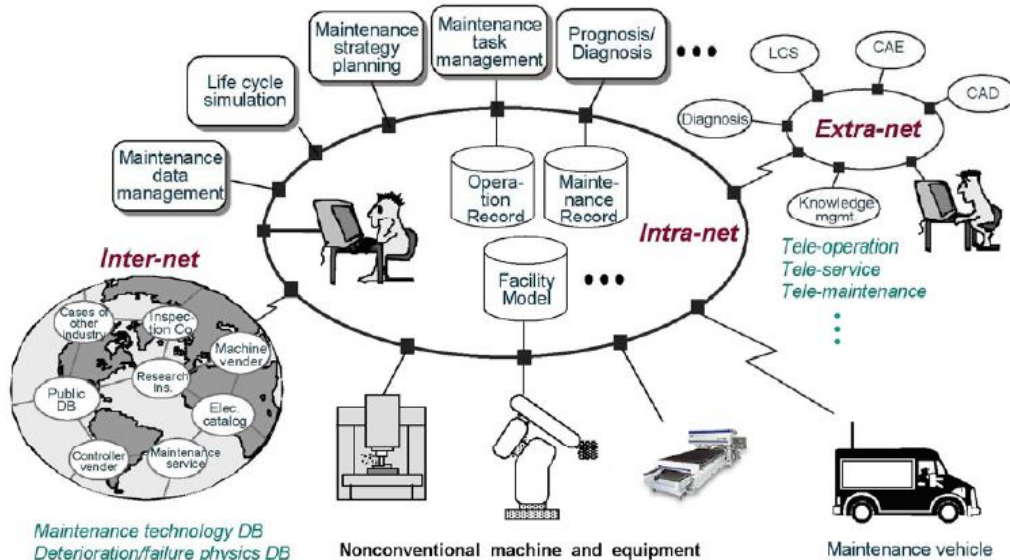 Maintenance
strategy
planning
Maintenance
task
management
Prognosis/
Diagnosis
Life cycle
simulation
Maintenance
data
management
LCS
CAE
CAD
Diagnosis
Extra-net
Knowledge
mgmt.
Tele-operation
Tele-service
Tele-maintenance
Opera-
tion
Record
Mainte-
nance
Record
Intra-net
Facility
Model
Inter-net
Cases of
other
industry
Inspec-
tion Co
Machine
vender
Research
Ins.
Public
DB
Elec.
catalog
Controller
vender
Maintenance
service
Maintenance technology DB
Deterioration/failure physics DB
Nonconventional machine and equipment
Maintenance vehicle